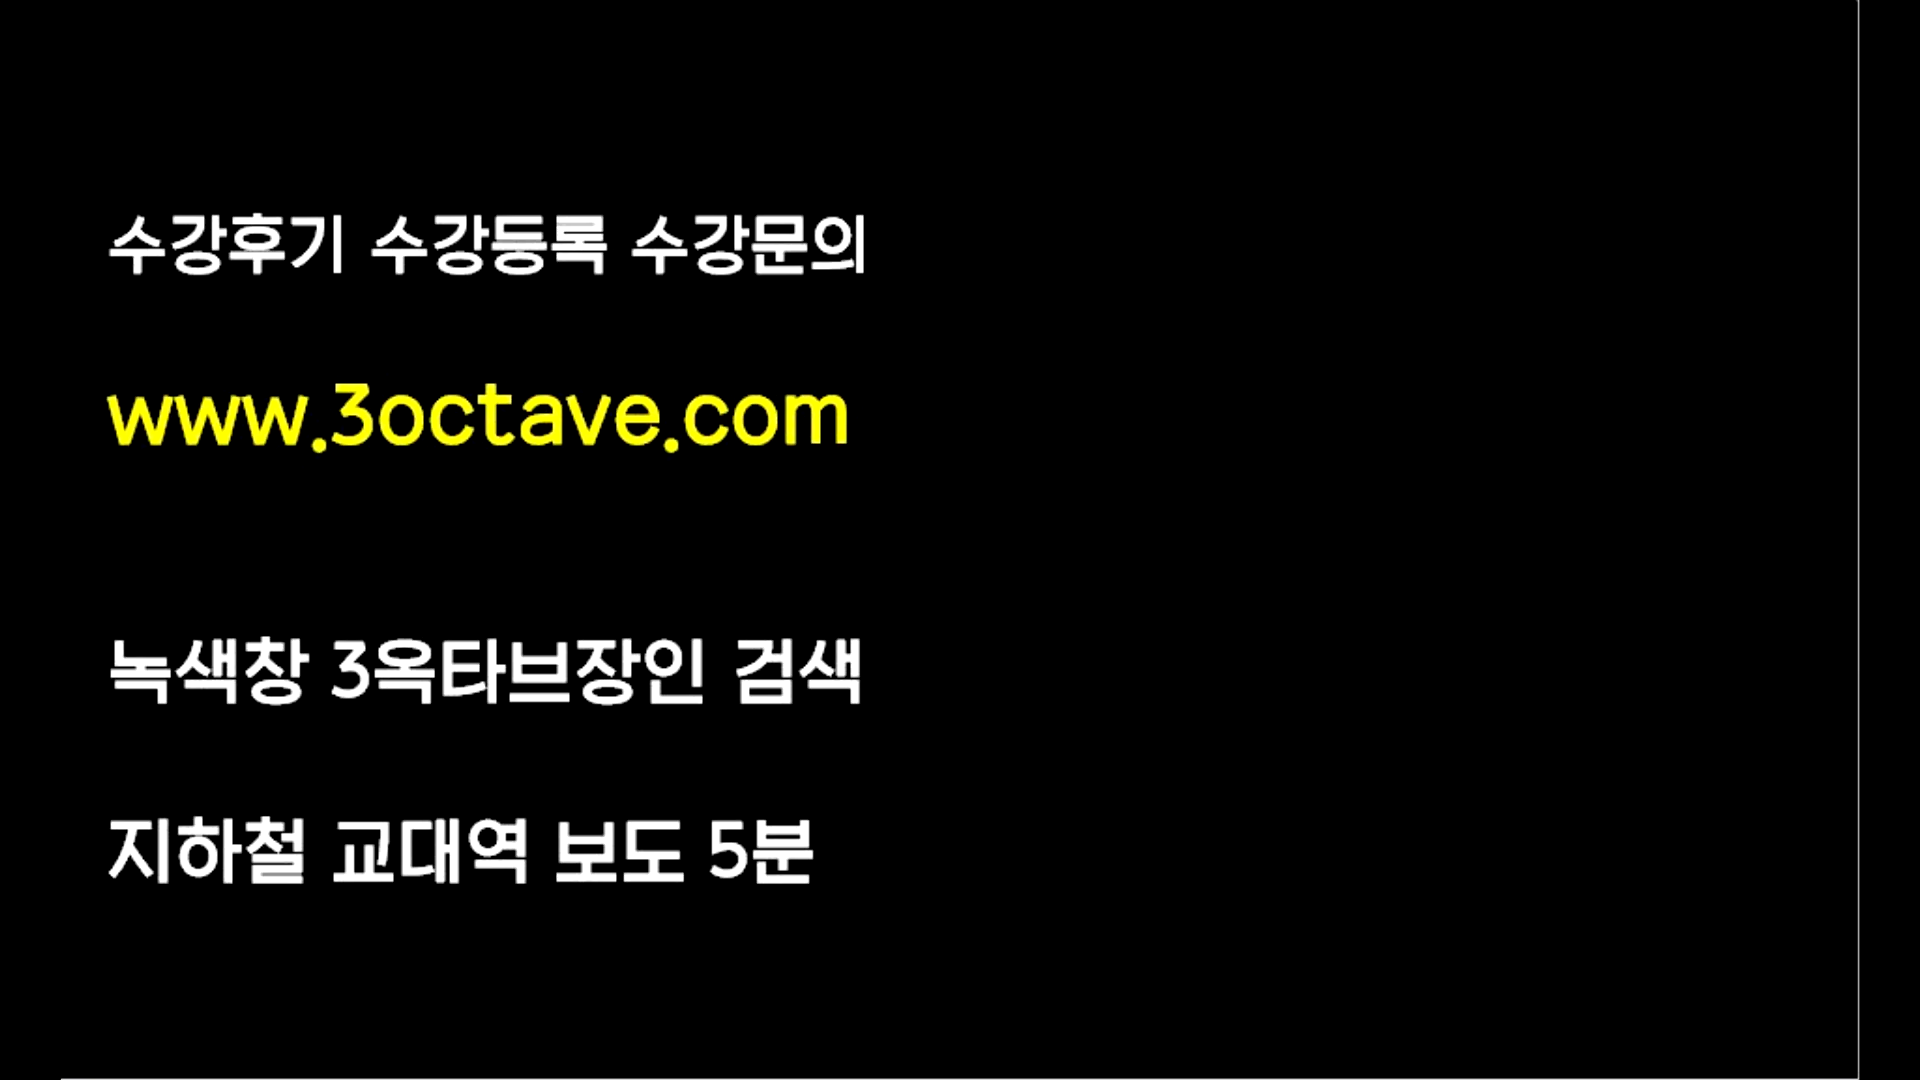 수강후기 수강등록 수강문의
www.3octave.com
녹색창 3옥타브장인 검색
지하철 교대역 보도 5분